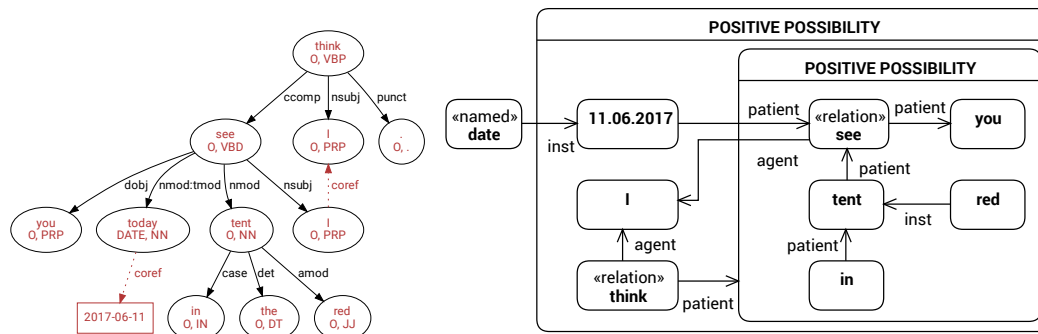 think
O, VBP
ccomp
nsubj
punct
see
O, VBD
I
O, PRP
.
O, .
dobj
nmod:tmod
nmod
nsubj
coref
you
O, PRP
today
DATE, NN
tent
O, NN
I
O, PRP
coref
case
det
amod
2017-06-11
in
O, IN
the
O, DT
red
O, JJ
POSITIVE POSSIBILITY
POSITIVE POSSIBILITY
«named»
date
inst
11.06.2017
patient
«relation»
see
patient
you
agent
patient
I
tent
inst
red
agent
patient
«relation»
think
patient
in